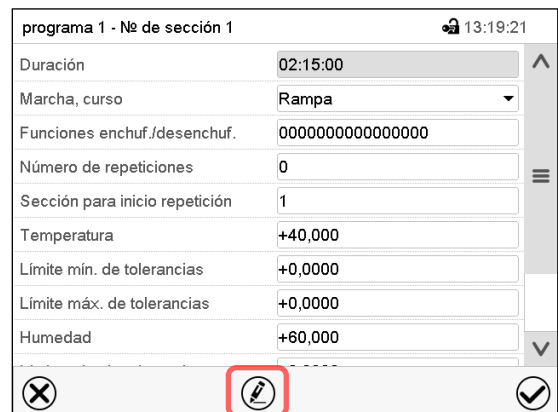 programa 1 - Nº de sección 1 13:19:21
Duración 02:15:00
Marcha, curso Rampa
Funciones enchuf./desenchuf. 0000000000000000
Número de repeticiones 0
Sección para inicio repetición 1
Temperatura +40,000
Límite mín. de tolerancias +0,0000
Límite máx. de tolerancias +0,0000
Humedad +60,000